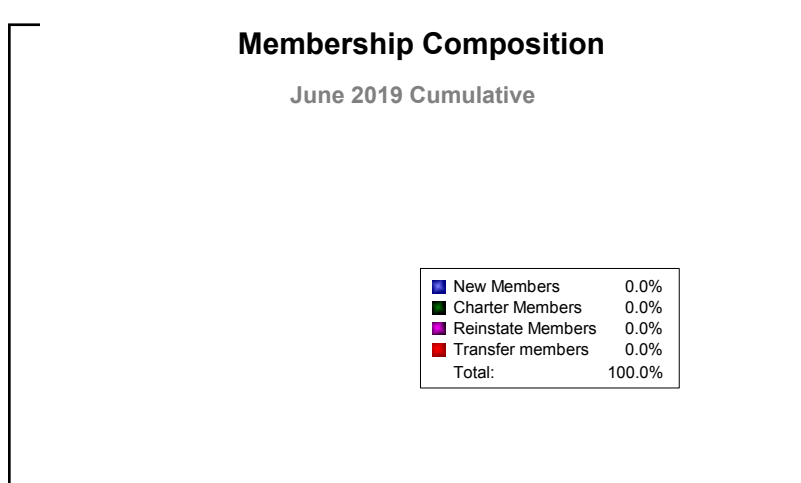 Membership Composition
June 2019 Cumulative
New Members 0.0%
Charter Members 0.0%
Reinstate Members 0.0%
Transfer members 0.0%
Total: 100.0%